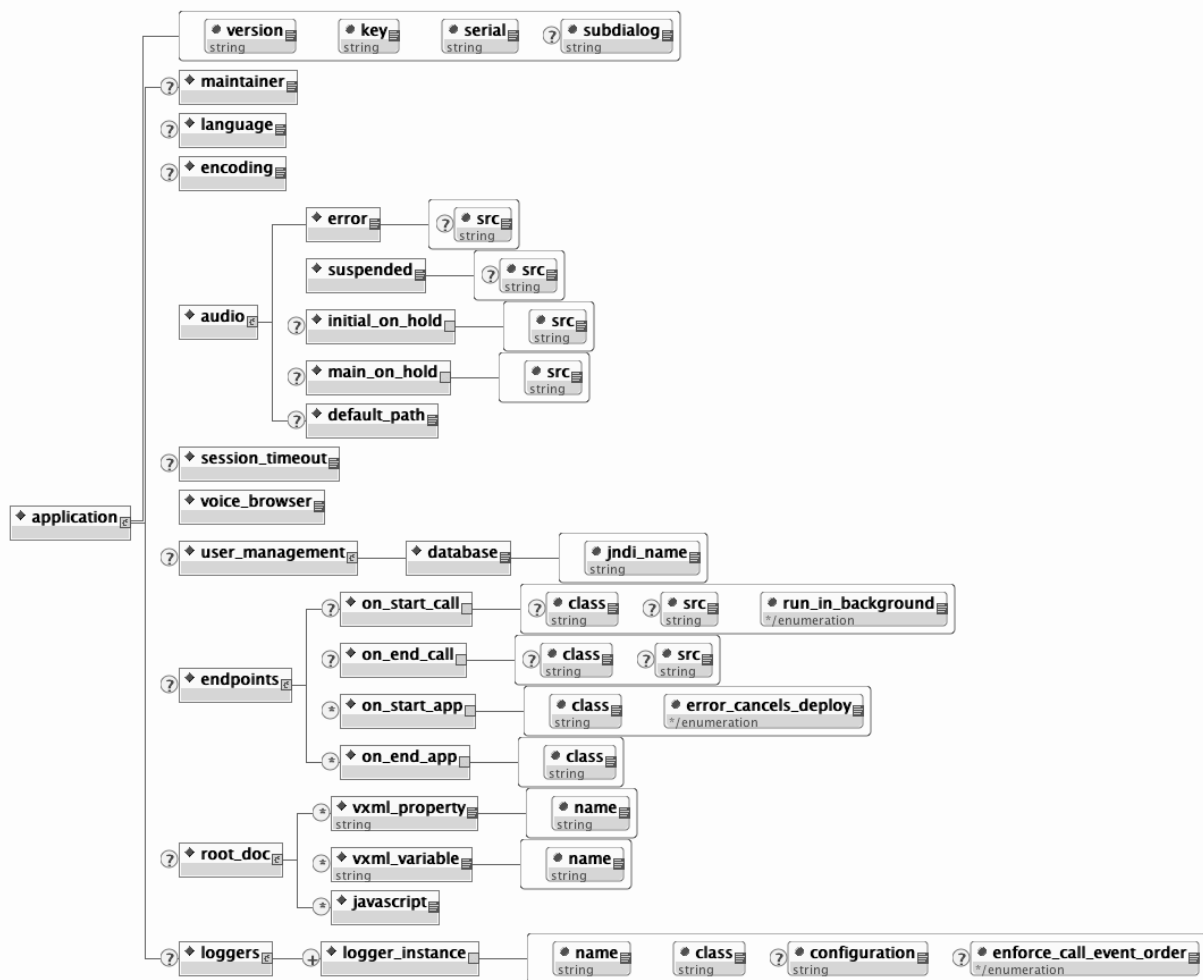 version key serial ? subdialog
string string string string
? maintainer
? language
? encoding
error ? src
string
suspended ? src
string
audio
? initial_on_hold src
string
? main_on_hold src
string
? default_path
? session_timeout
voice_browser
application
? user_management database jndi_name
string
? on_start_call ? class ? src run_in_background
string string */enumeration
? on_end_call ? class ? src
string string
? endpoints
* on_start_app class error_cancels_deploy
string */enumeration
* on_end_app class
string
* vxml_property name
string string
? root_doc
* vxml_variable name
string string
* javascript
? loggers + logger_instance name class ? configuration ? enforce_call_event_order
string string string */enumeration